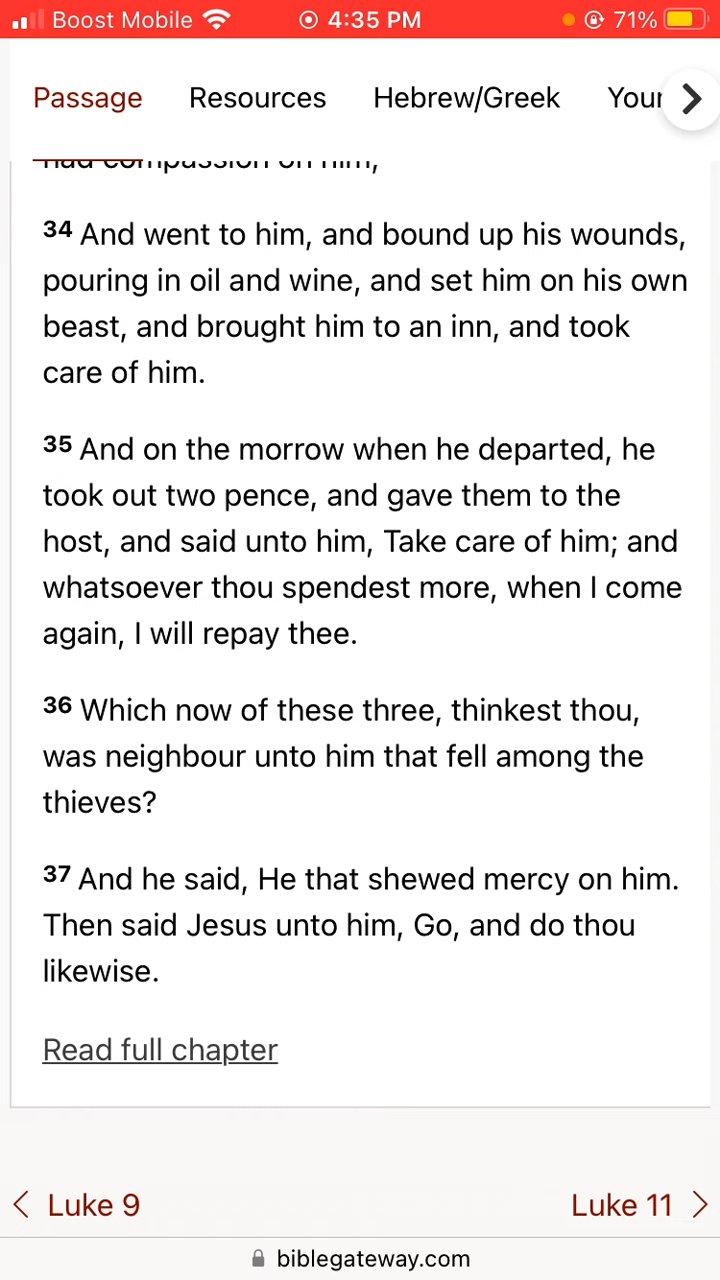 Boost Mobile 4:35 PM 71%
Passage Resources Hebrew/Greek Your
had compassion on him,
34 And went to him, and bound up his wounds,
pouring in oil and wine, and set him on his own
beast, and brought him to an inn, and took
care of him.
35 And on the morrow when he departed, he
took out two pence, and gave them to the
host, and said unto him, Take care of him; and
whatsoever thou spendest more, when I come
again, I will repay thee.
36 Which now of these three, thinkest thou,
was neighbour unto him that fell among the
thieves?
37 And he said, He that shewed mercy on him.
Then said Jesus unto him, Go, and do thou
likewise.
Read full chapter
Luke 9 Luke 11
biblegateway.com